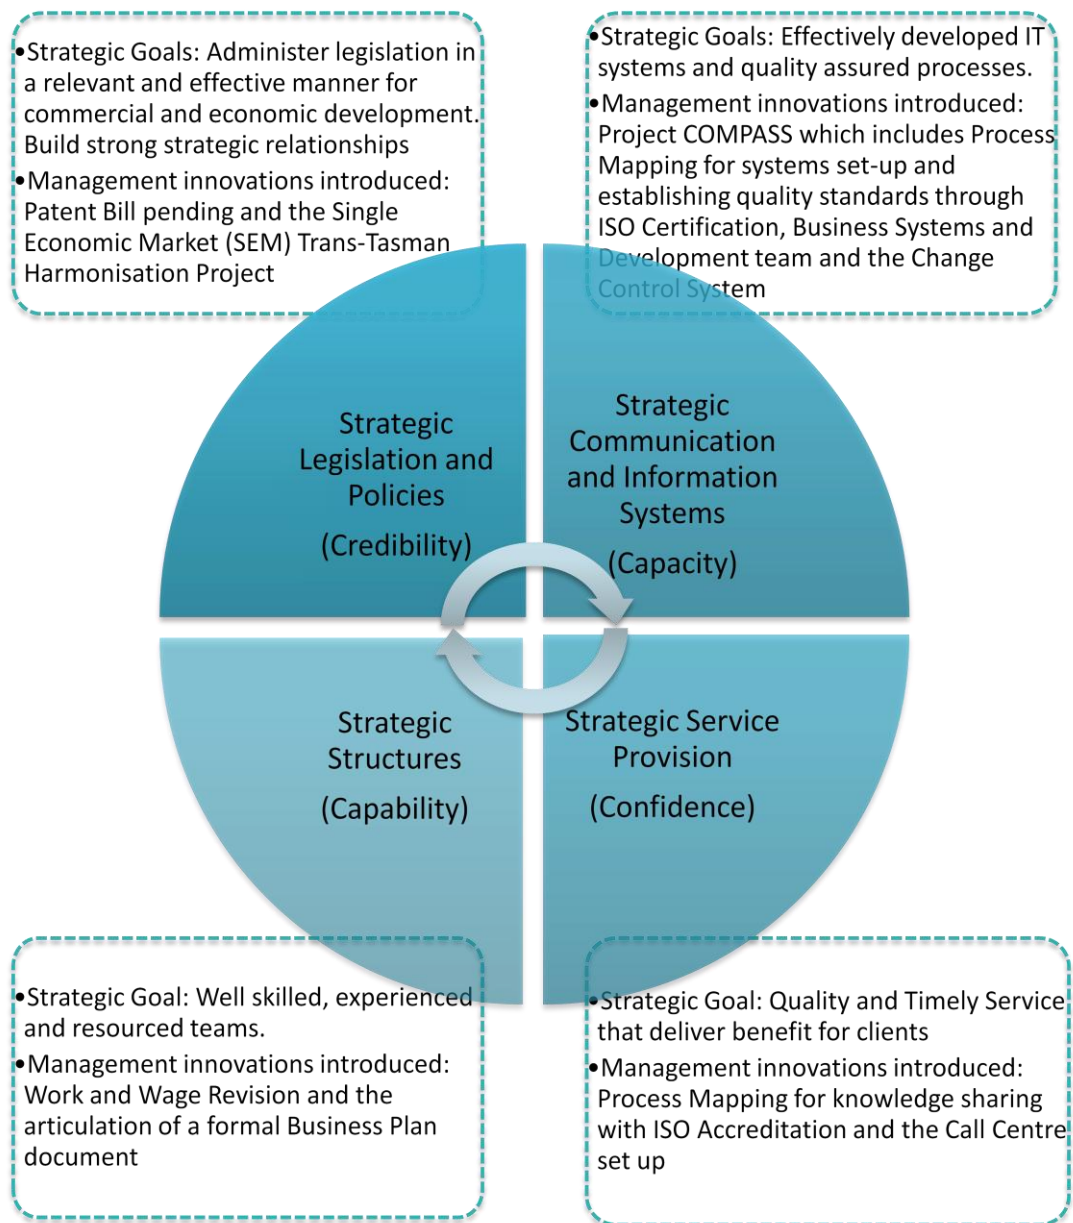 •Strategic Goals: Administer legislation in
a relevant and effective manner for
commercial and economic development.
Build strong strategic relationships
•Management innovations introduced:
Patent Bill pending and the Single
Economic Market (SEM) Trans-Tasman
Harmonisation Project
•Strategic Goals: Effectively developed IT
systems and quality assured processes.
•Management innovations introduced:
Project COMPASS which includes Process
Mapping for systems set-up and
establishing quality standards through
ISO Certification, Business Systems and
Development team and the Change
Control System
Strategic
Legislation and
Policies
(Credibility)
Strategic
Communication
and Information
Systems
(Capacity)
Strategic
Structures
(Capability)
Strategic Service
Provision
(Confidence)
•Strategic Goal: Well skilled, experienced
and resourced teams.
•Management innovations introduced:
Work and Wage Revision and the
articulation of a formal Business Plan
document
•Strategic Goal: Quality and Timely Service
that deliver benefit for clients
•Management innovations introduced:
Process Mapping for knowledge sharing
with ISO Accreditation and the Call Centre
set up